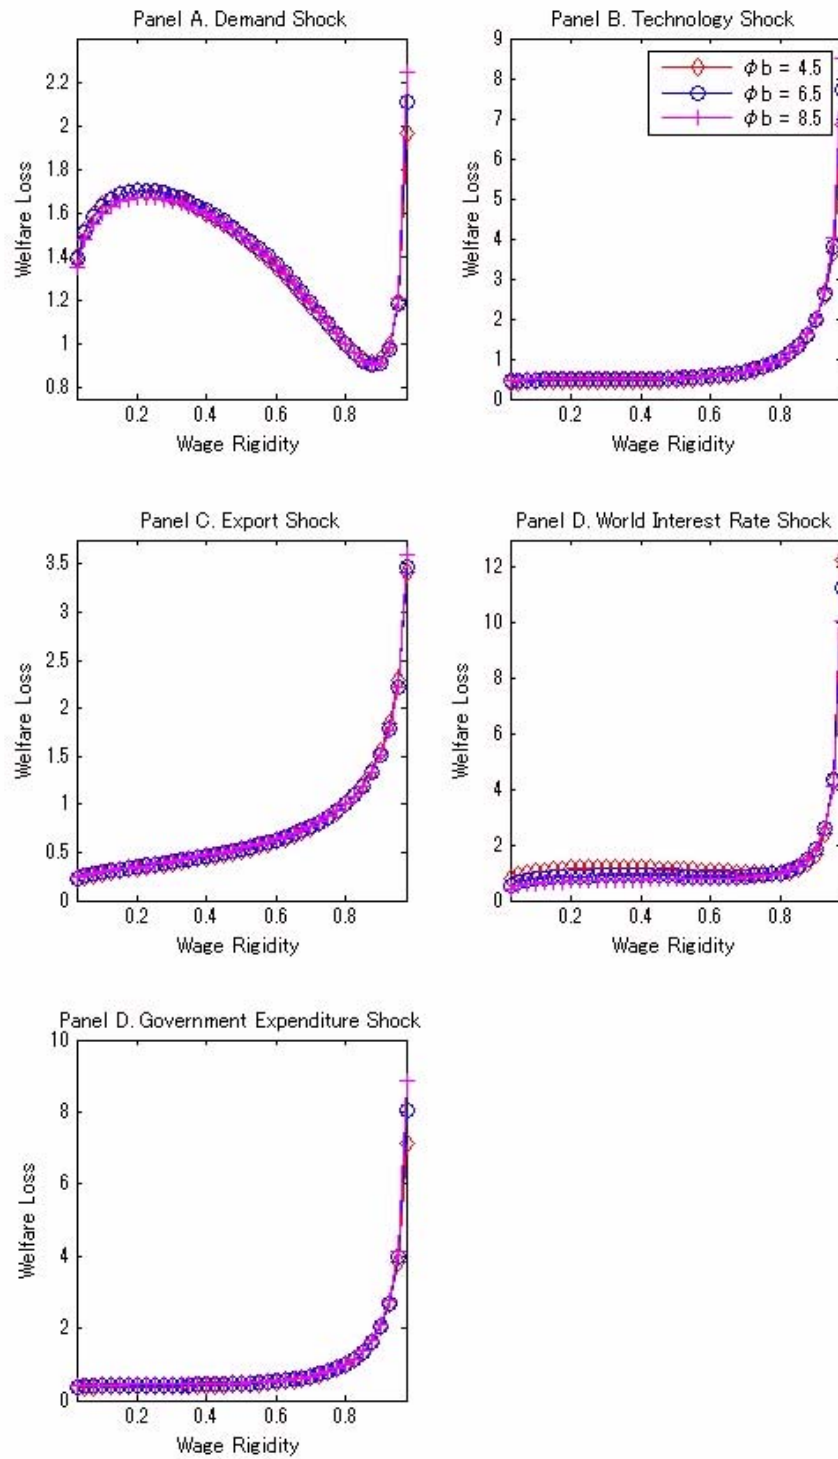 Panel A. Demand Shock
2.2
2
1.8
1.6
1.4
1.2
1
0.8
Welfare Loss
0.2 0.4 0.6 0.8
Wage Rigidity
Panel B. Technology Shock
9
8
7
6
5
4
3
2
1
0
Welfare Loss
0.2 0.4 0.6 0.8
Wage Rigidity
ϕb = 4.5
ϕb = 6.5
ϕb = 8.5
Panel C. Export Shock
3.5
3
2.5
2
1.5
1
0.5
0
Welfare Loss
0.2 0.4 0.6 0.8
Wage Rigidity
Panel D. World Interest Rate Shock
12
10
8
6
4
2
0
Welfare Loss
0.2 0.4 0.6 0.8
Wage Rigidity
Panel D. Government Expenditure Shock
10
8
6
4
2
0
Welfare Loss
0.2 0.4 0.6 0.8
Wage Rigidity